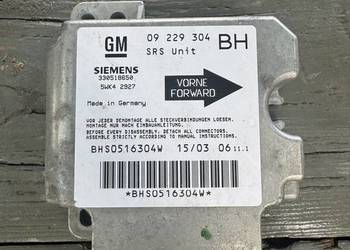 GM 09 229 304 BH
SRS Unit
SIEMENS
330518650
5WK4 2927
VORNE
FORWARD
Made in Germany
VOR JEDER DEMONTAGE ALLE STECKVERBINDUNGEN LOESEN.
MONTAGE NUR NACH EINBAUANLEITUNG.
BEFORE EVERY DISASSEMBLY, DETACH ALL CONNECTORS.
ASSEMBLE STRICTLY ACCORDING TO MANUAL INSTRUCTIONS.
BHS0516304W 15/03 06 11.1
*BHS0516304W*